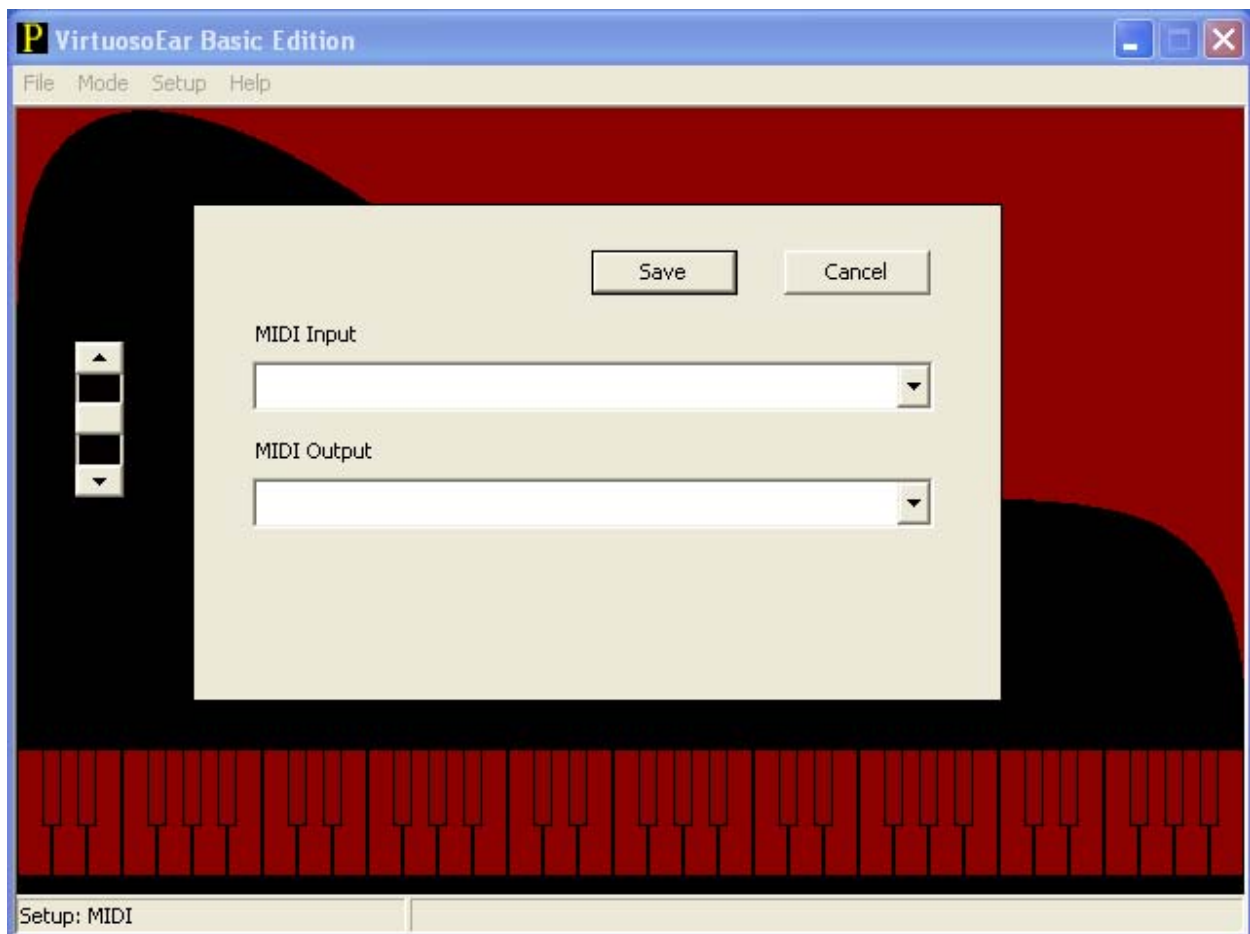 P VirtuosoEar Basic Edition
File Mode Setup Help
Save Cancel
MIDI Input
MIDI Output
Setup: MIDI